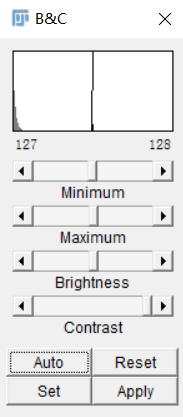 B&C
127 128
Minimum
Maximum
Brightness
Contrast
Auto Reset
Set Apply